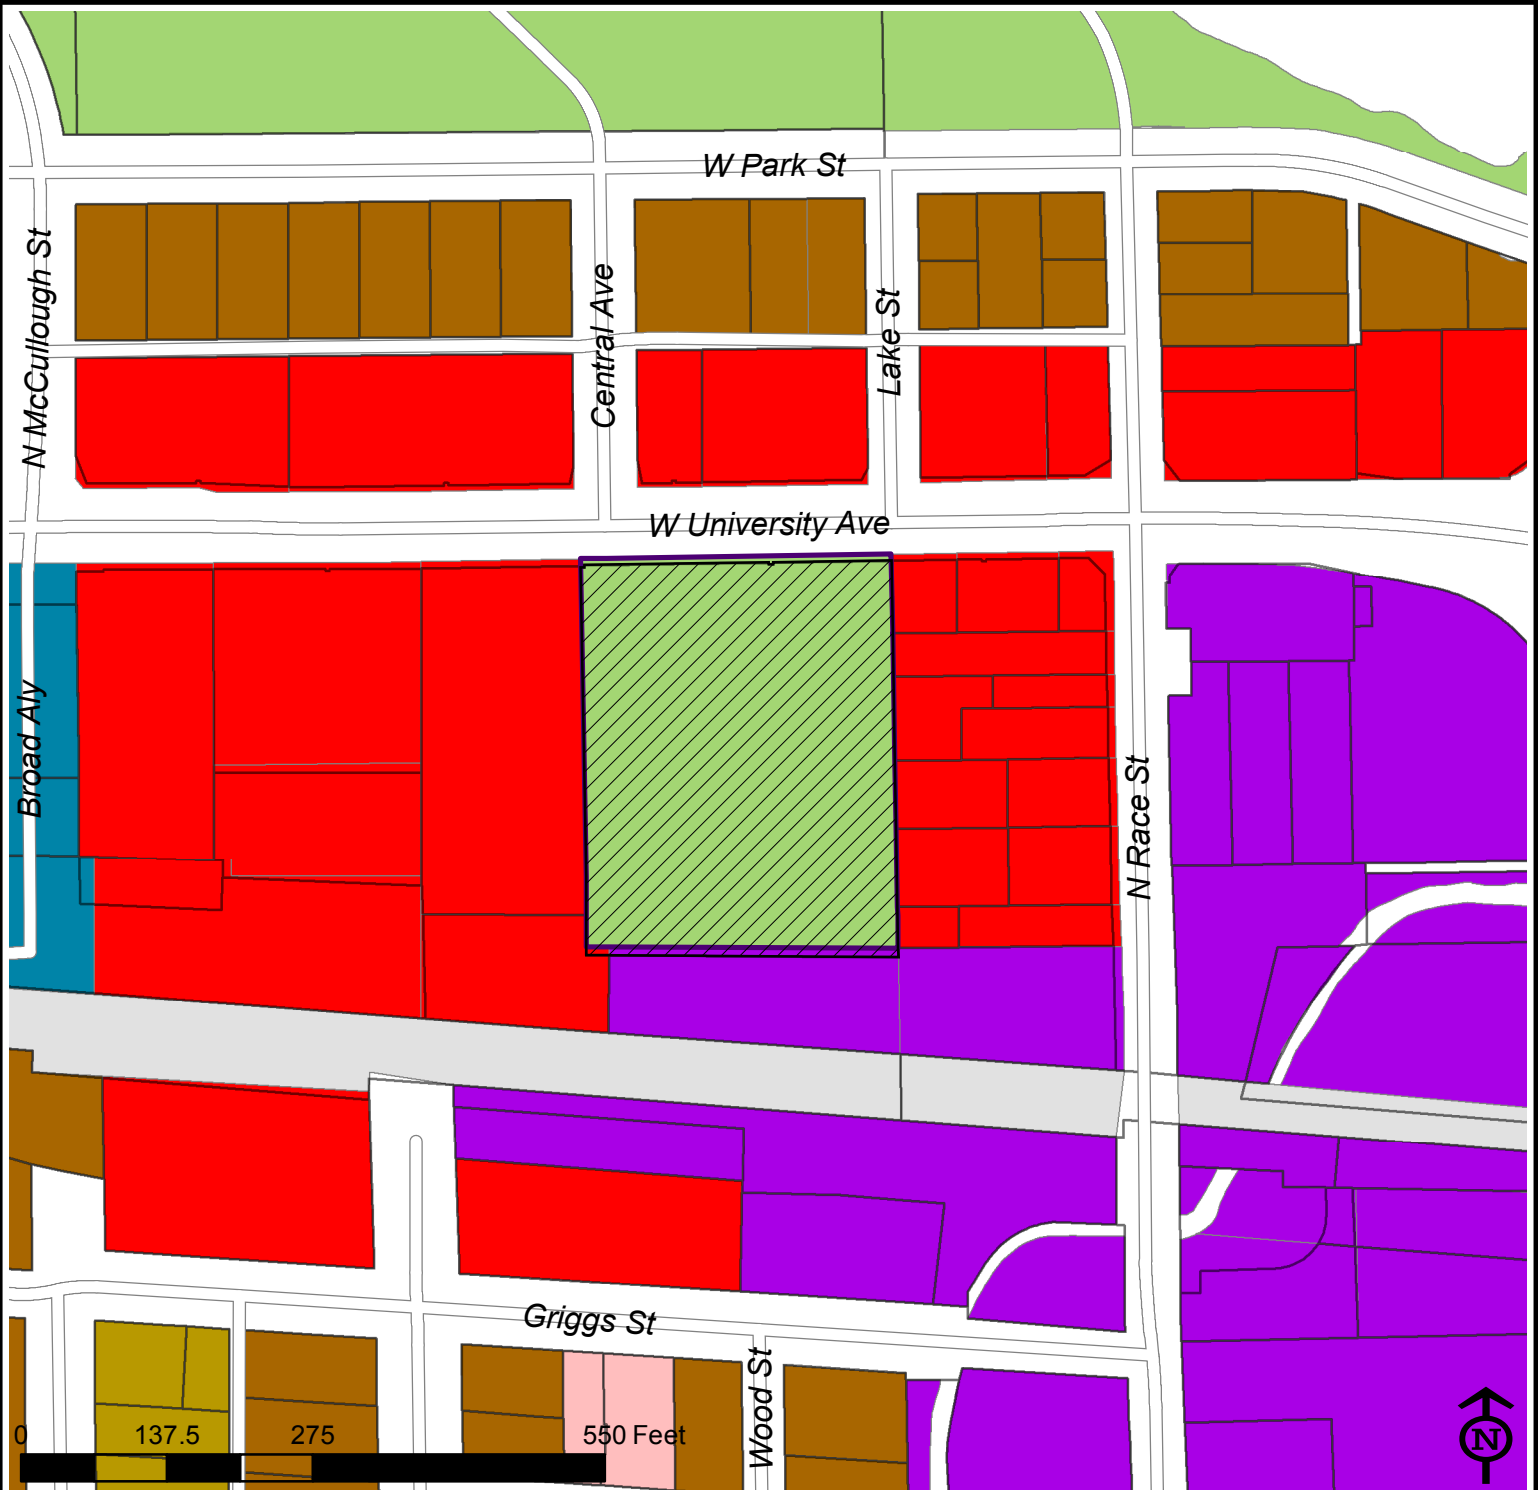 W Park St
N McCullough St
Central Ave
Lake St
W University Ave
Broad Aly
N Race St
Griggs St
Wood St
0 137.5 275 550 Feet
N